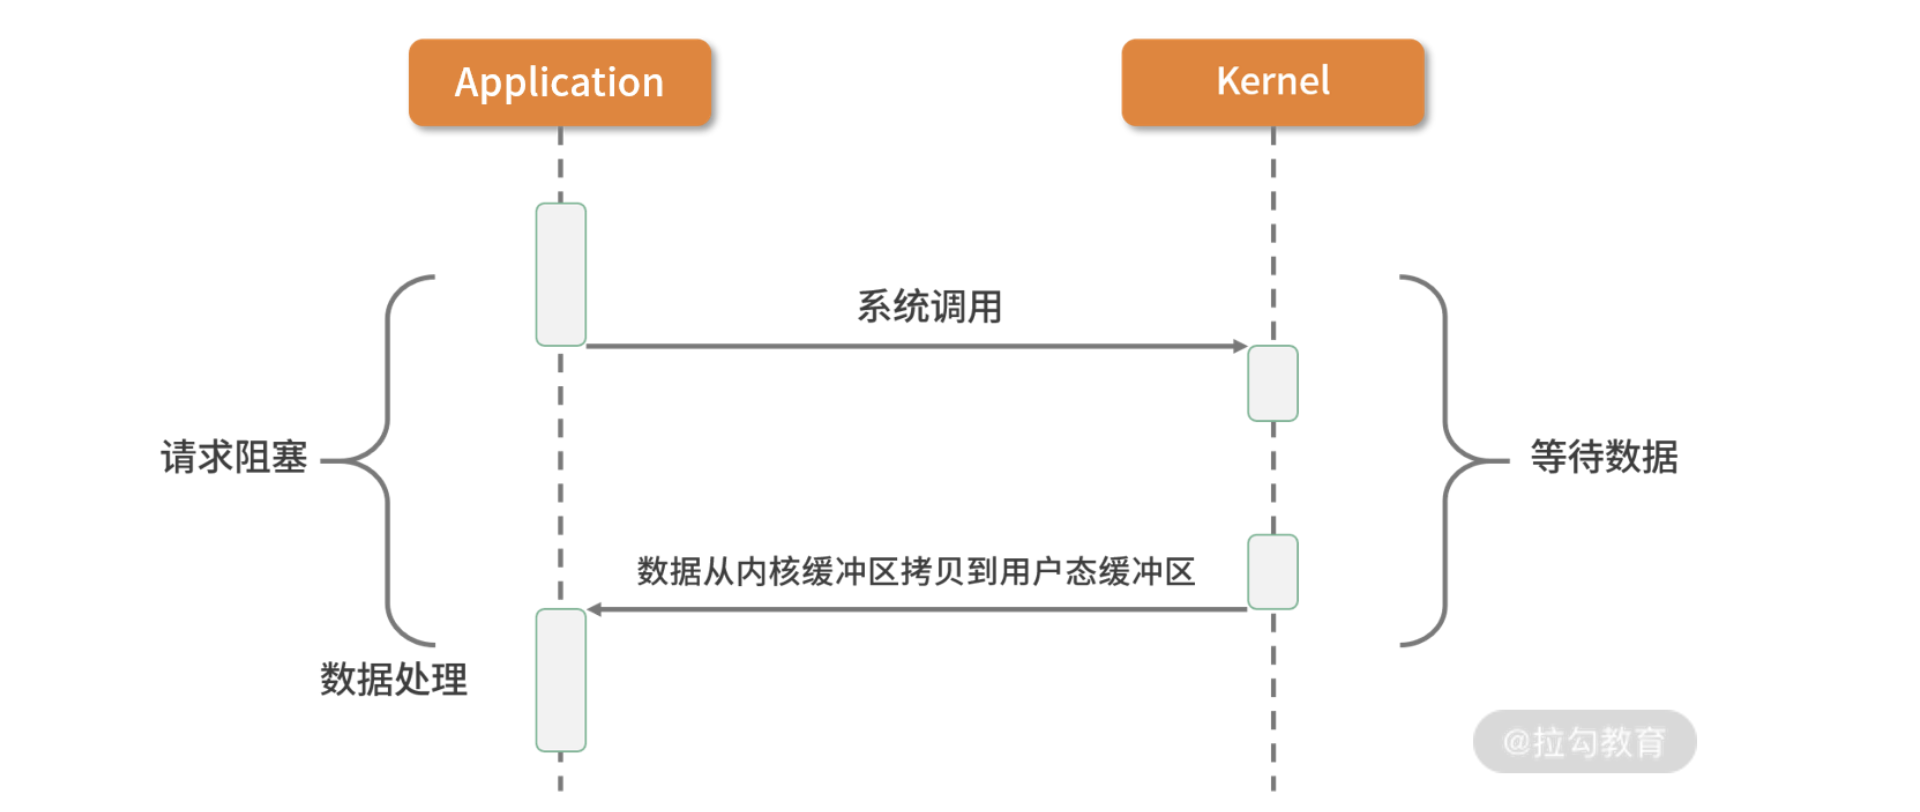 Application
Kernel
系统调用
请求阻塞
等待数据
数据从内核缓冲区拷贝到用户态缓冲区
数据处理
@拉勾教育